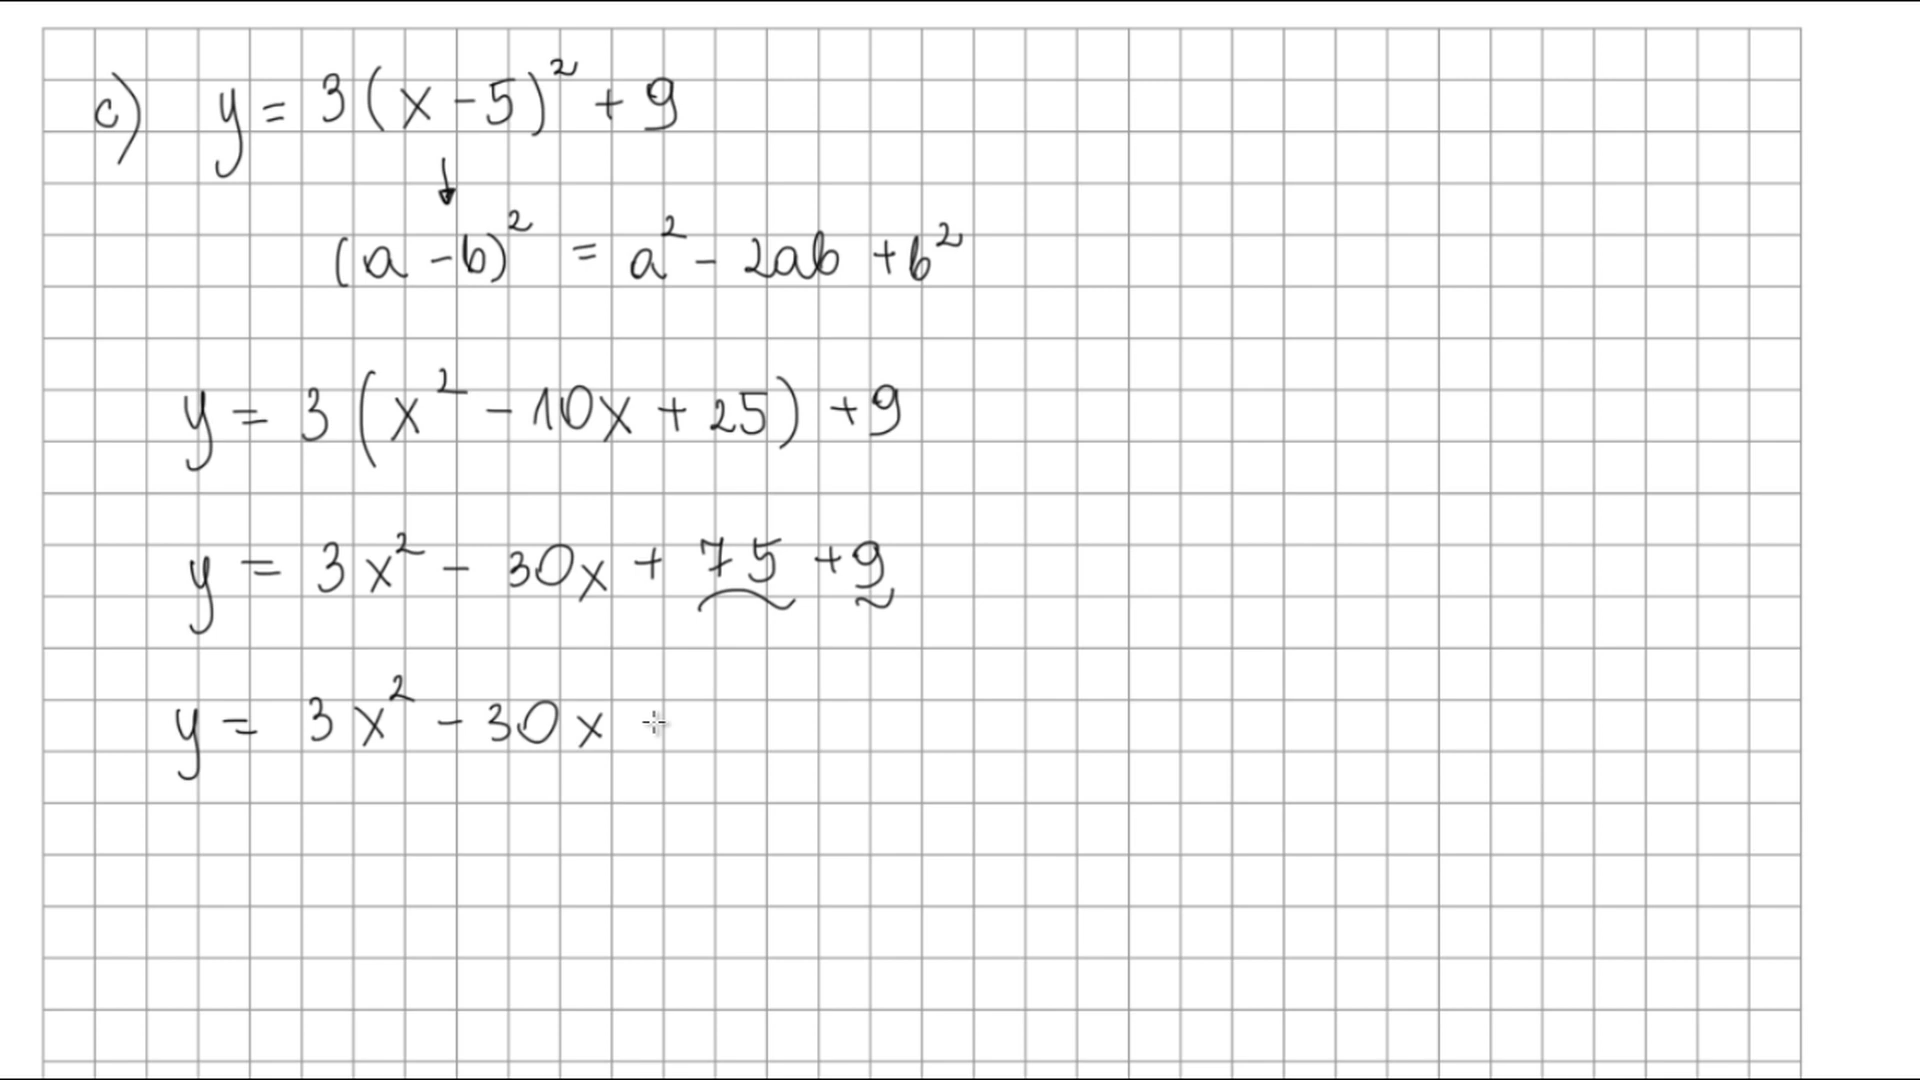 c) y = 3(x - 5)² + 9
↓
(a - b)² = a² - 2ab + b²
y = 3(x² - 10x + 25) + 9
y = 3x² - 30x + 75 + 9
y = 3x² - 30x